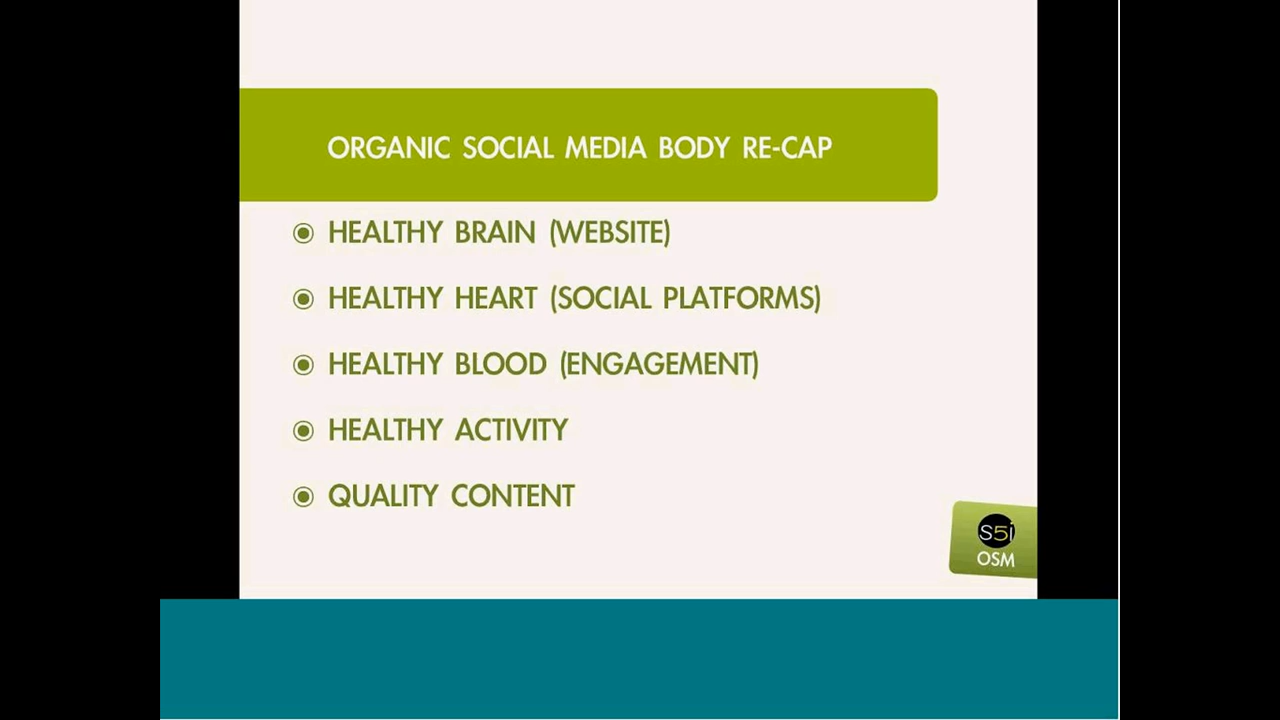 ORGANIC SOCIAL MEDIA BODY RE-CAP
HEALTHY BRAIN (WEBSITE)
HEALTHY HEART (SOCIAL PLATFORMS)
HEALTHY BLOOD (ENGAGEMENT)
HEALTHY ACTIVITY
QUALITY CONTENT
S5i
OSM